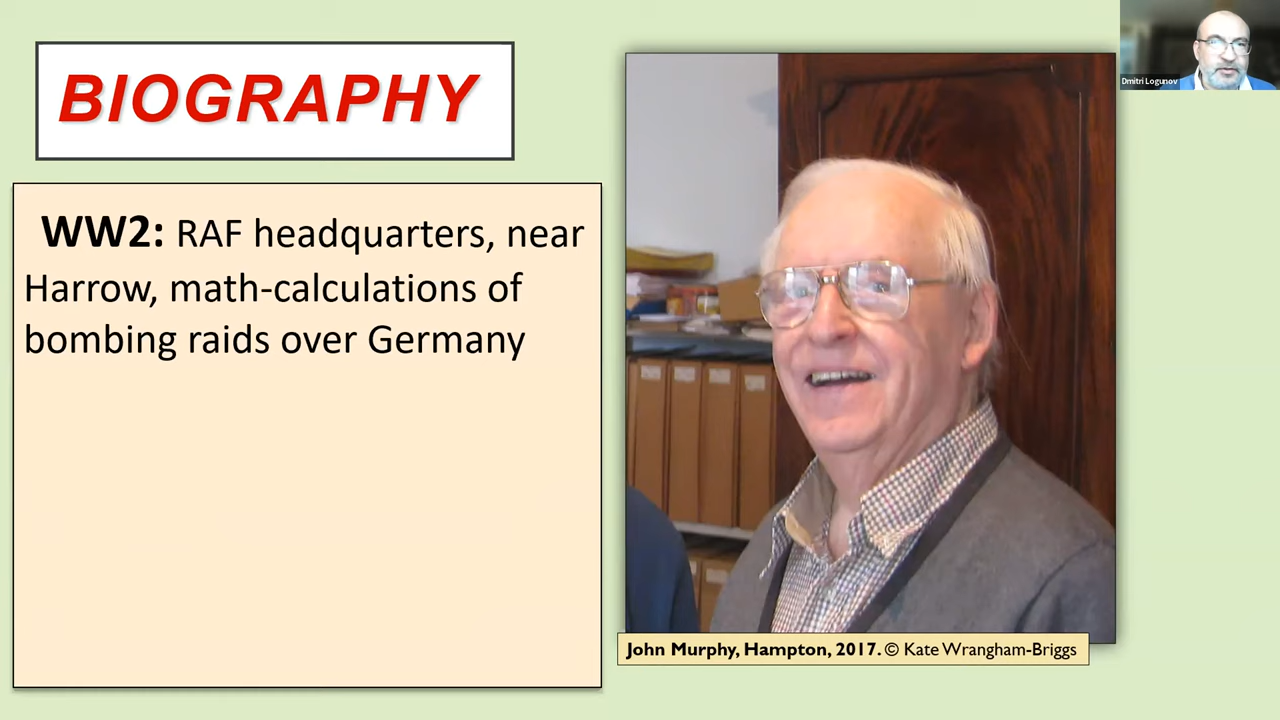 BIOGRAPHY
WW2: RAF headquarters, near
Harrow, math-calculations of
bombing raids over Germany
Dmitri Logunov
John Murphy, Hampton, 2017. © Kate Wrangham-Briggs